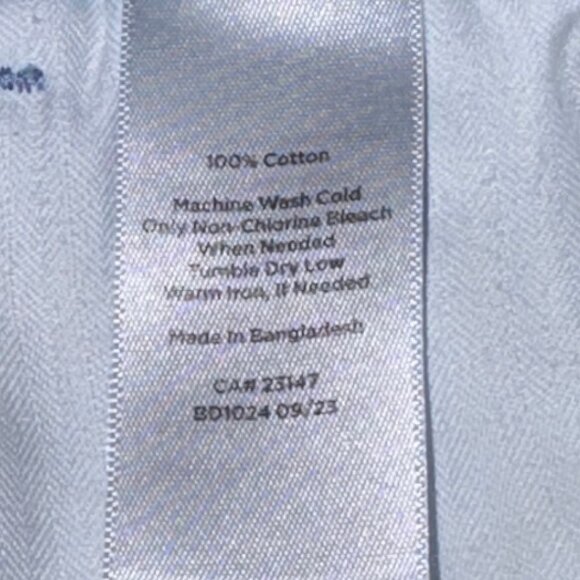 100% Cotton
Machine Wash Cold
Only Non-Chlorine Bleach
When Needed
Tumble Dry Low
Warm Iron, If Needed
Made In Bangladesh
CA# 23147
BD1024 09/23